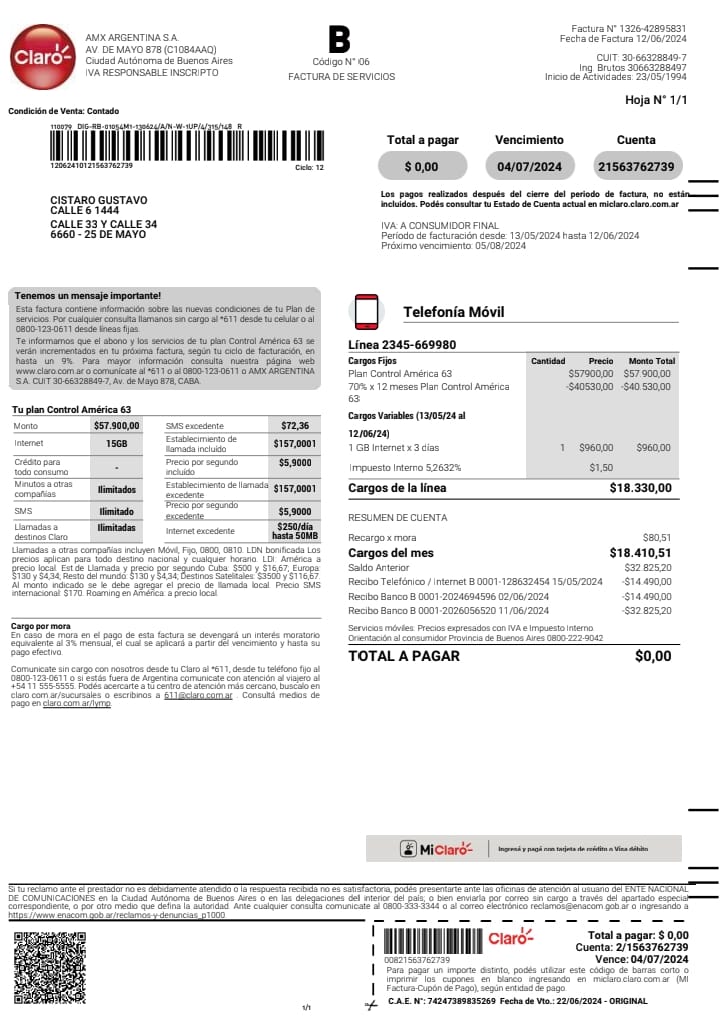 Claro
AMX ARGENTINA S.A.
AV. DE MAYO 878 (C1084AAQ)
Ciudad Autónoma de Buenos Aires
IVA RESPONSABLE INSCRIPTO
B
Código N° 06
FACTURA DE SERVICIOS
Factura N° 1326-42895831
Fecha de Factura 12/06/2024
CUIT: 30-66328849-7
Ing. Brutos 30663288497
Inicio de Actividades: 23/05/1994
Hoja N° 1/1
Condición de Venta: Contado
110079 DIG-RB-01054M1-130624/A/N-W-1UP/4/315/148 R
12062410121563762739
Ciclo: 12
Total a pagar Vencimiento Cuenta
$ 0,00 04/07/2024 21563762739
Los pagos realizados después del cierre del periodo de factura, no están
incluidos. Podés consultar tu Estado de Cuenta actual en miclaro.claro.com.ar
CISTARO GUSTAVO
CALLE 6 1444
CALLE 33 Y CALLE 34
6660 - 25 DE MAYO
IVA: A CONSUMIDOR FINAL
Período de facturación desde: 13/05/2024 hasta 12/06/2024
Próximo vencimiento: 05/08/2024
Tenemos un mensaje importante!
Esta factura contiene información sobre las nuevas condiciones de tu Plan de
servicios. Por cualquier consulta llamanos sin cargo al *611 desde tu celular o al
0800-123-0611 desde líneas fijas.
Te informamos que el abono y los servicios de tu plan Control América 63 se
verán incrementados en tu próxima factura, según tu ciclo de facturación, en
hasta un 9%. Para mayor información consulta nuestra página web
www.claro.com.ar o comunícate al *611 o al 0800-123-0611 o AMX ARGENTINA
S.A. CUIT 30-66328849-7, Av. de Mayo 878, CABA.
Tu plan Control América 63
Monto $57.900,00 SMS excedente $72,36
Internet 15GB Establecimiento de llamada incluído $157,0001
Crédito para todo consumo - Precio por segundo incluído $5,9000
Minutos a otras compañías Ilimitados Establecimiento de llamada excedente $157,0001
SMS Ilimitado Precio por segundo excedente $5,9000
Llamadas a destinos Claro Ilimitadas Internet excedente $250/día hasta 50MB
Llamadas a otras compañías incluyen Móvil, Fijo, 0800, 0810. LDN bonificada Los
precios aplican para todo destino nacional y cualquier horario. LDI: América a
precio local. Est de Llamada y precio por segundo Cuba: $500 y $16,67; Europa:
$130 y $4,34; Resto del mundo: $130 y $4,34; Destinos Satelitales: $3500 y $116,67.
Al monto indicado se le debe agregar el precio de llamada local. Precio SMS
internacional: $170. Roaming en América: a precio local.
Cargo por mora
En caso de mora en el pago de esta factura se devengará un interés moratorio
equivalente al 3% mensual, el cual se aplicará a partir del vencimiento y hasta su
pago efectivo.
Comunicate sin cargo con nosotros desde tu Claro al *611, desde tu teléfono fijo al
0800-123-0611 o si estás fuera de Argentina comunicate con atención al viajero al
+54 11 555-5555. Podés acercarte a tu centro de atención más cercano, buscalo en
claro.com.ar/sucursales o escribinos a 611@claro.com.ar . Consultá medios de
pago en claro.com.ar/lymp.
Telefonía Móvil
Línea 2345-669980
Cargos Fijos Cantidad Precio Monto Total
Plan Control América 63 $57900,00 $57.900,00
70% x 12 meses Plan Control América -$40530,00 -$40.530,00
63
Cargos Variables (13/05/24 al
12/06/24)
1 GB Internet x 3 días 1 $960,00 $960,00
Impuesto Interno 5,2632% $1,50
Cargos de la línea $18.330,00
RESUMEN DE CUENTA
Recargo x mora $80,51
Cargos del mes $18.410,51
Saldo Anterior $32.825,20
Recibo Telefónico / Internet B 0001-128632454 15/05/2024 -$14.490,00
Recibo Banco B 0001-2024694596 02/06/2024 -$14.490,00
Recibo Banco B 0001-2026056520 11/06/2024 -$32.825,20
Servicios móviles: Precios expresados con IVA e Impuesto Interno.
Orientación al consumidor Provincia de Buenos Aires 0800-222-9042
TOTAL A PAGAR $0,00
MiClaro Ingresá y pagá con tarjeta de crédito o Visa débito
Si tu reclamo ante el prestador no es debidamente atendido o la respuesta recibida no es satisfactoria, podés presentarte ante las oficinas de atención al usuario del ENTE NACIONAL
DE COMUNICACIONES en la Ciudad Autónoma de Buenos Aires o en las delegaciones del interior del país; o bien enviarla por correo sin cargo a través del apartado especial
correspondiente, o por otro medio que defina la autoridad. Ante cualquier consulta comunicate al 0800-333-3344 o al correo electrónico reclamos@enacom.gob.ar o ingresando a
https://www.enacom.gob.ar/reclamos-y-denuncias_p1000.
Claro
00821563762739
Total a pagar: $ 0,00
Cuenta: 2/1563762739
Vence: 04/07/2024
Para pagar un importe distinto, podés utilizar este código de barras corto o
imprimir los cupones en blanco ingresando en miclaro.claro.com.ar (MI
Factura-Cupón de Pago), según entidad de pago.
C.A.E. N°: 74247389835269 Fecha de Vto.: 22/06/2024 - ORIGINAL
1/1